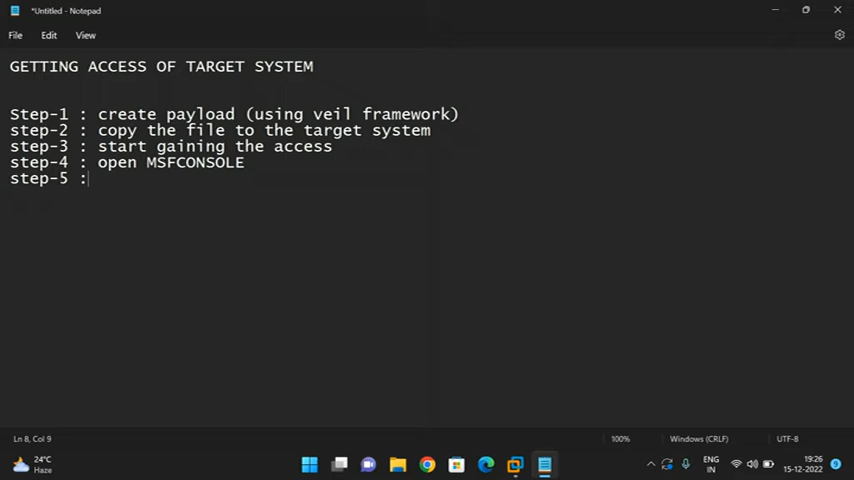 *Untitled - Notepad
File Edit View
GETTING ACCESS OF TARGET SYSTEM
Step-1 : create payload (using veil framework)
step-2 : copy the file to the target system
step-3 : start gaining the access
step-4 : open MSFCONSOLE
step-5 :
Ln 8, Col 9 100% Windows (CRLF) UTF-8
24°C
Haze
ENG
IN
19:26
15-12-2022
9